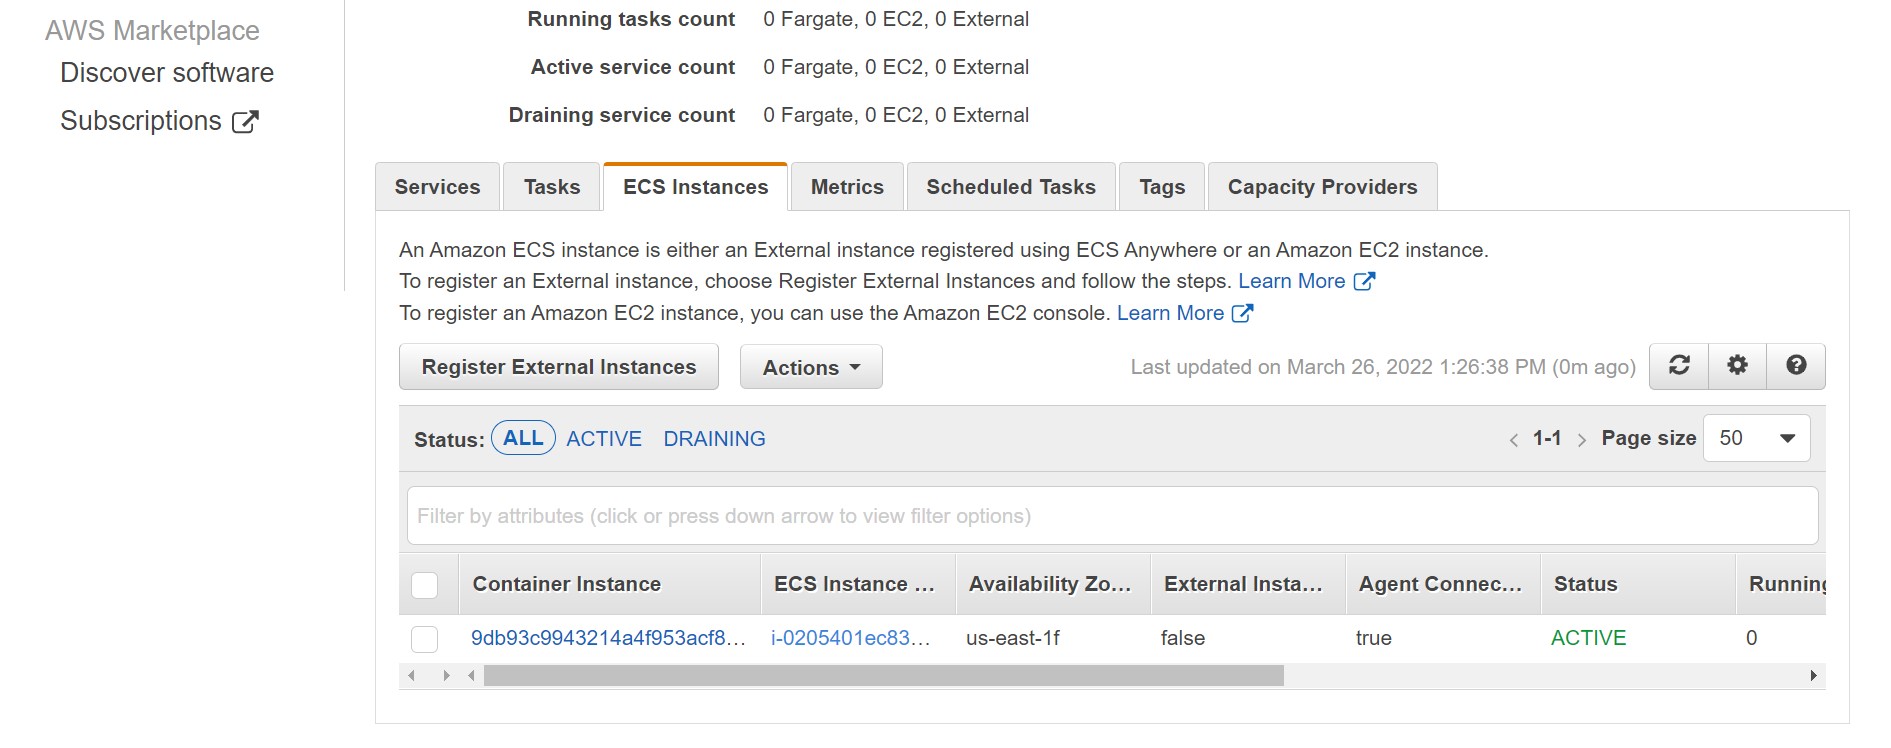 AWS Marketplace
Discover software
Subscriptions
Running tasks count 0 Fargate, 0 EC2, 0 External
Active service count 0 Fargate, 0 EC2, 0 External
Draining service count 0 Fargate, 0 EC2, 0 External
Services Tasks ECS Instances Metrics Scheduled Tasks Tags Capacity Providers
An Amazon ECS instance is either an External instance registered using ECS Anywhere or an Amazon EC2 instance.
To register an External instance, choose Register External Instances and follow the steps. Learn More
To register an Amazon EC2 instance, you can use the Amazon EC2 console. Learn More
Register External Instances Actions Last updated on March 26, 2022 1:26:38 PM (0m ago)
Status: ALL ACTIVE DRAINING < 1-1 > Page size 50
Filter by attributes (click or press down arrow to view filter options)
Container Instance ECS Instance ... Availability Zo... External Insta... Agent Connec... Status Running
9db93c9943214a4f953acf8... i-0205401ec83... us-east-1f false true ACTIVE 0